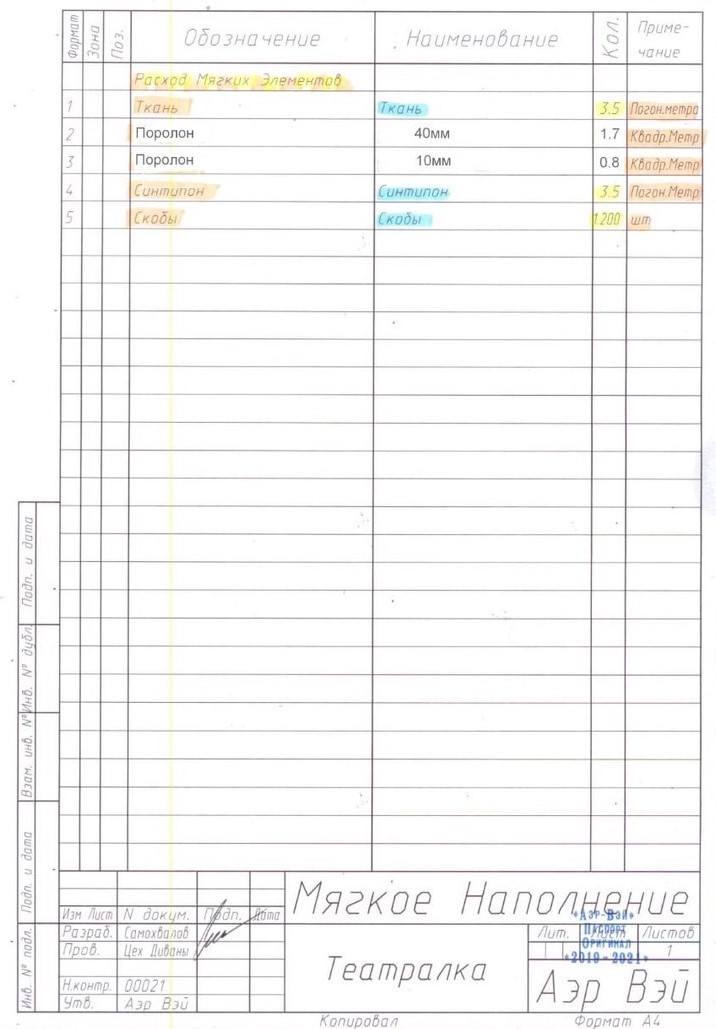 Формат Зона Поз. Обозначение Наименование Кол. Приме-
чание
Расход Мягких Элементов
1 Ткань Ткань 3.5 Погон.метра
2 Поролон 40мм 1.7 Квадр.Метр
3 Поролон 10мм 0.8 Квадр.Метр
4 Синтипон Синтипон 3.5 Погон.Метр
5 Скобы Скобы 1.200 шт
Подп. и дата
Инв. № дубл.
Взам. инв. №
Подп. и дата
Инв. № подл.
Мягкое Наполнение
Изм Лист N докум. Подп. Дата
Разраб. Самохвалов
Пров. Цех Диваны
Н.контр. 00021
Утв. Аэр Вэй
Театралка
Лит. Лист Листов
1
«Аэр-Вэй»
Паспорт
Оригинал
«2019-2021»
Аэр Вэй
Копировал Формат А4